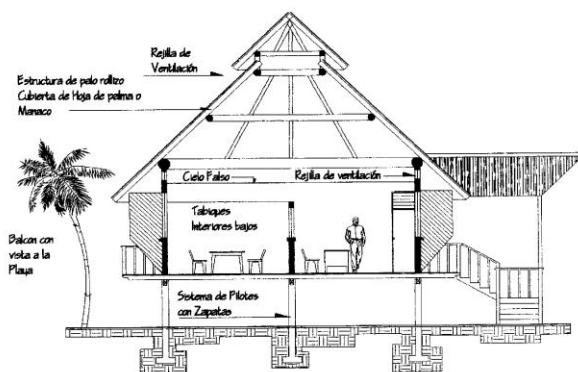 Rejilla de
Ventilación
Estructura de palo rollizo
Cubierta de Hoja de palma o
Manaco
Cielo Falso
Rejilla de ventilación
Tabiques
Interiores bajos
Balcon con
vista a la
Playa
Sistema de Pilotes
con Zapatas